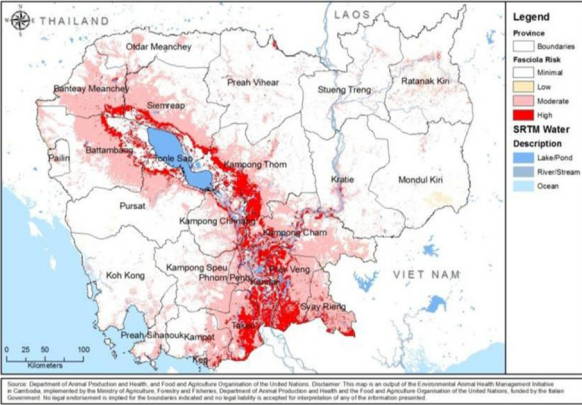 THAILAND
LAOS
Otdar Meanchey
Banteay Meanchey
Preah Vihear
Stueng Treng
Ratanak Kiri
Siemreap
Battambang
Tonle Sap
Pailin
Kampong Thom
Kratie
Mondul Kiri
Pursat
Kampong Chhnang
Kampong Cham
Koh Kong
Kampong Speu
Phnom Penh
Prey Veng
Kandal
VIET NAM
Svay Rieng
Preah Sihanouk
Kampot
Takeo
Kep
0 25 50 100
Kilometers
Legend
Province
Boundaries
Fasciola Risk
Minimal
Low
Moderate
High
SRTM Water
Description
Lake/Pond
River/Stream
Ocean
Source: Department of Animal Production and Health, and Food and Agriculture Organisation of the United Nations. Disclaimer: This map is an output of the Environmental Animal Health Management Initiative
in Cambodia, implemented by the Ministry of Agriculture, Forestry and Fisheries, Department of Animal Production and Health and the Food and Agriculture Organisation of the United Nations, funded by the Italian
Government. No legal endorsement is implied for the boundaries indicated and no legal liability is accepted for interpretation of any of the information presented.